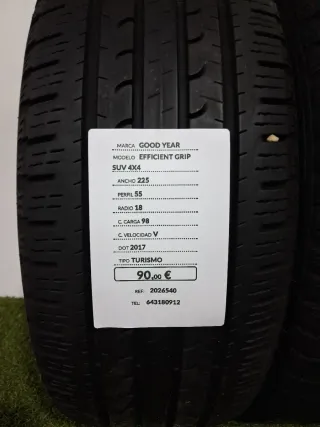 MARCA GOOD YEAR
MODELO EFFICIENT GRIP
SUV 4X4
ANCHO 225
PERFIL 55
RADIO 18
C. CARGA 98
C. VELOCIDAD V
DOT 2017
TIPO TURISMO
90,00 €
REF: 2026540
TEL: 643180912